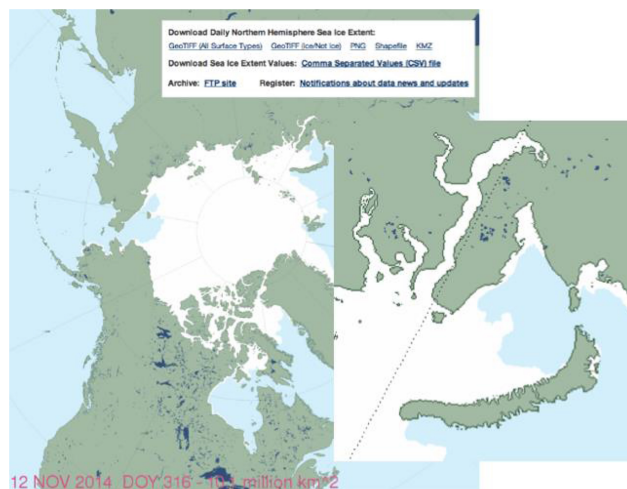 Download Daily Northern Hemisphere Sea Ice Extent:
GeoTIFF (All Surface Types) GeoTIFF (Ice/Not Ice) PNG Shapefile KMZ
Download Sea Ice Extent Values: Comma Separated Values (CSV) file
Archive: FTP site Register: Notifications about data news and updates
12 NOV 2014 DOY 316 - 10.1 million km^2